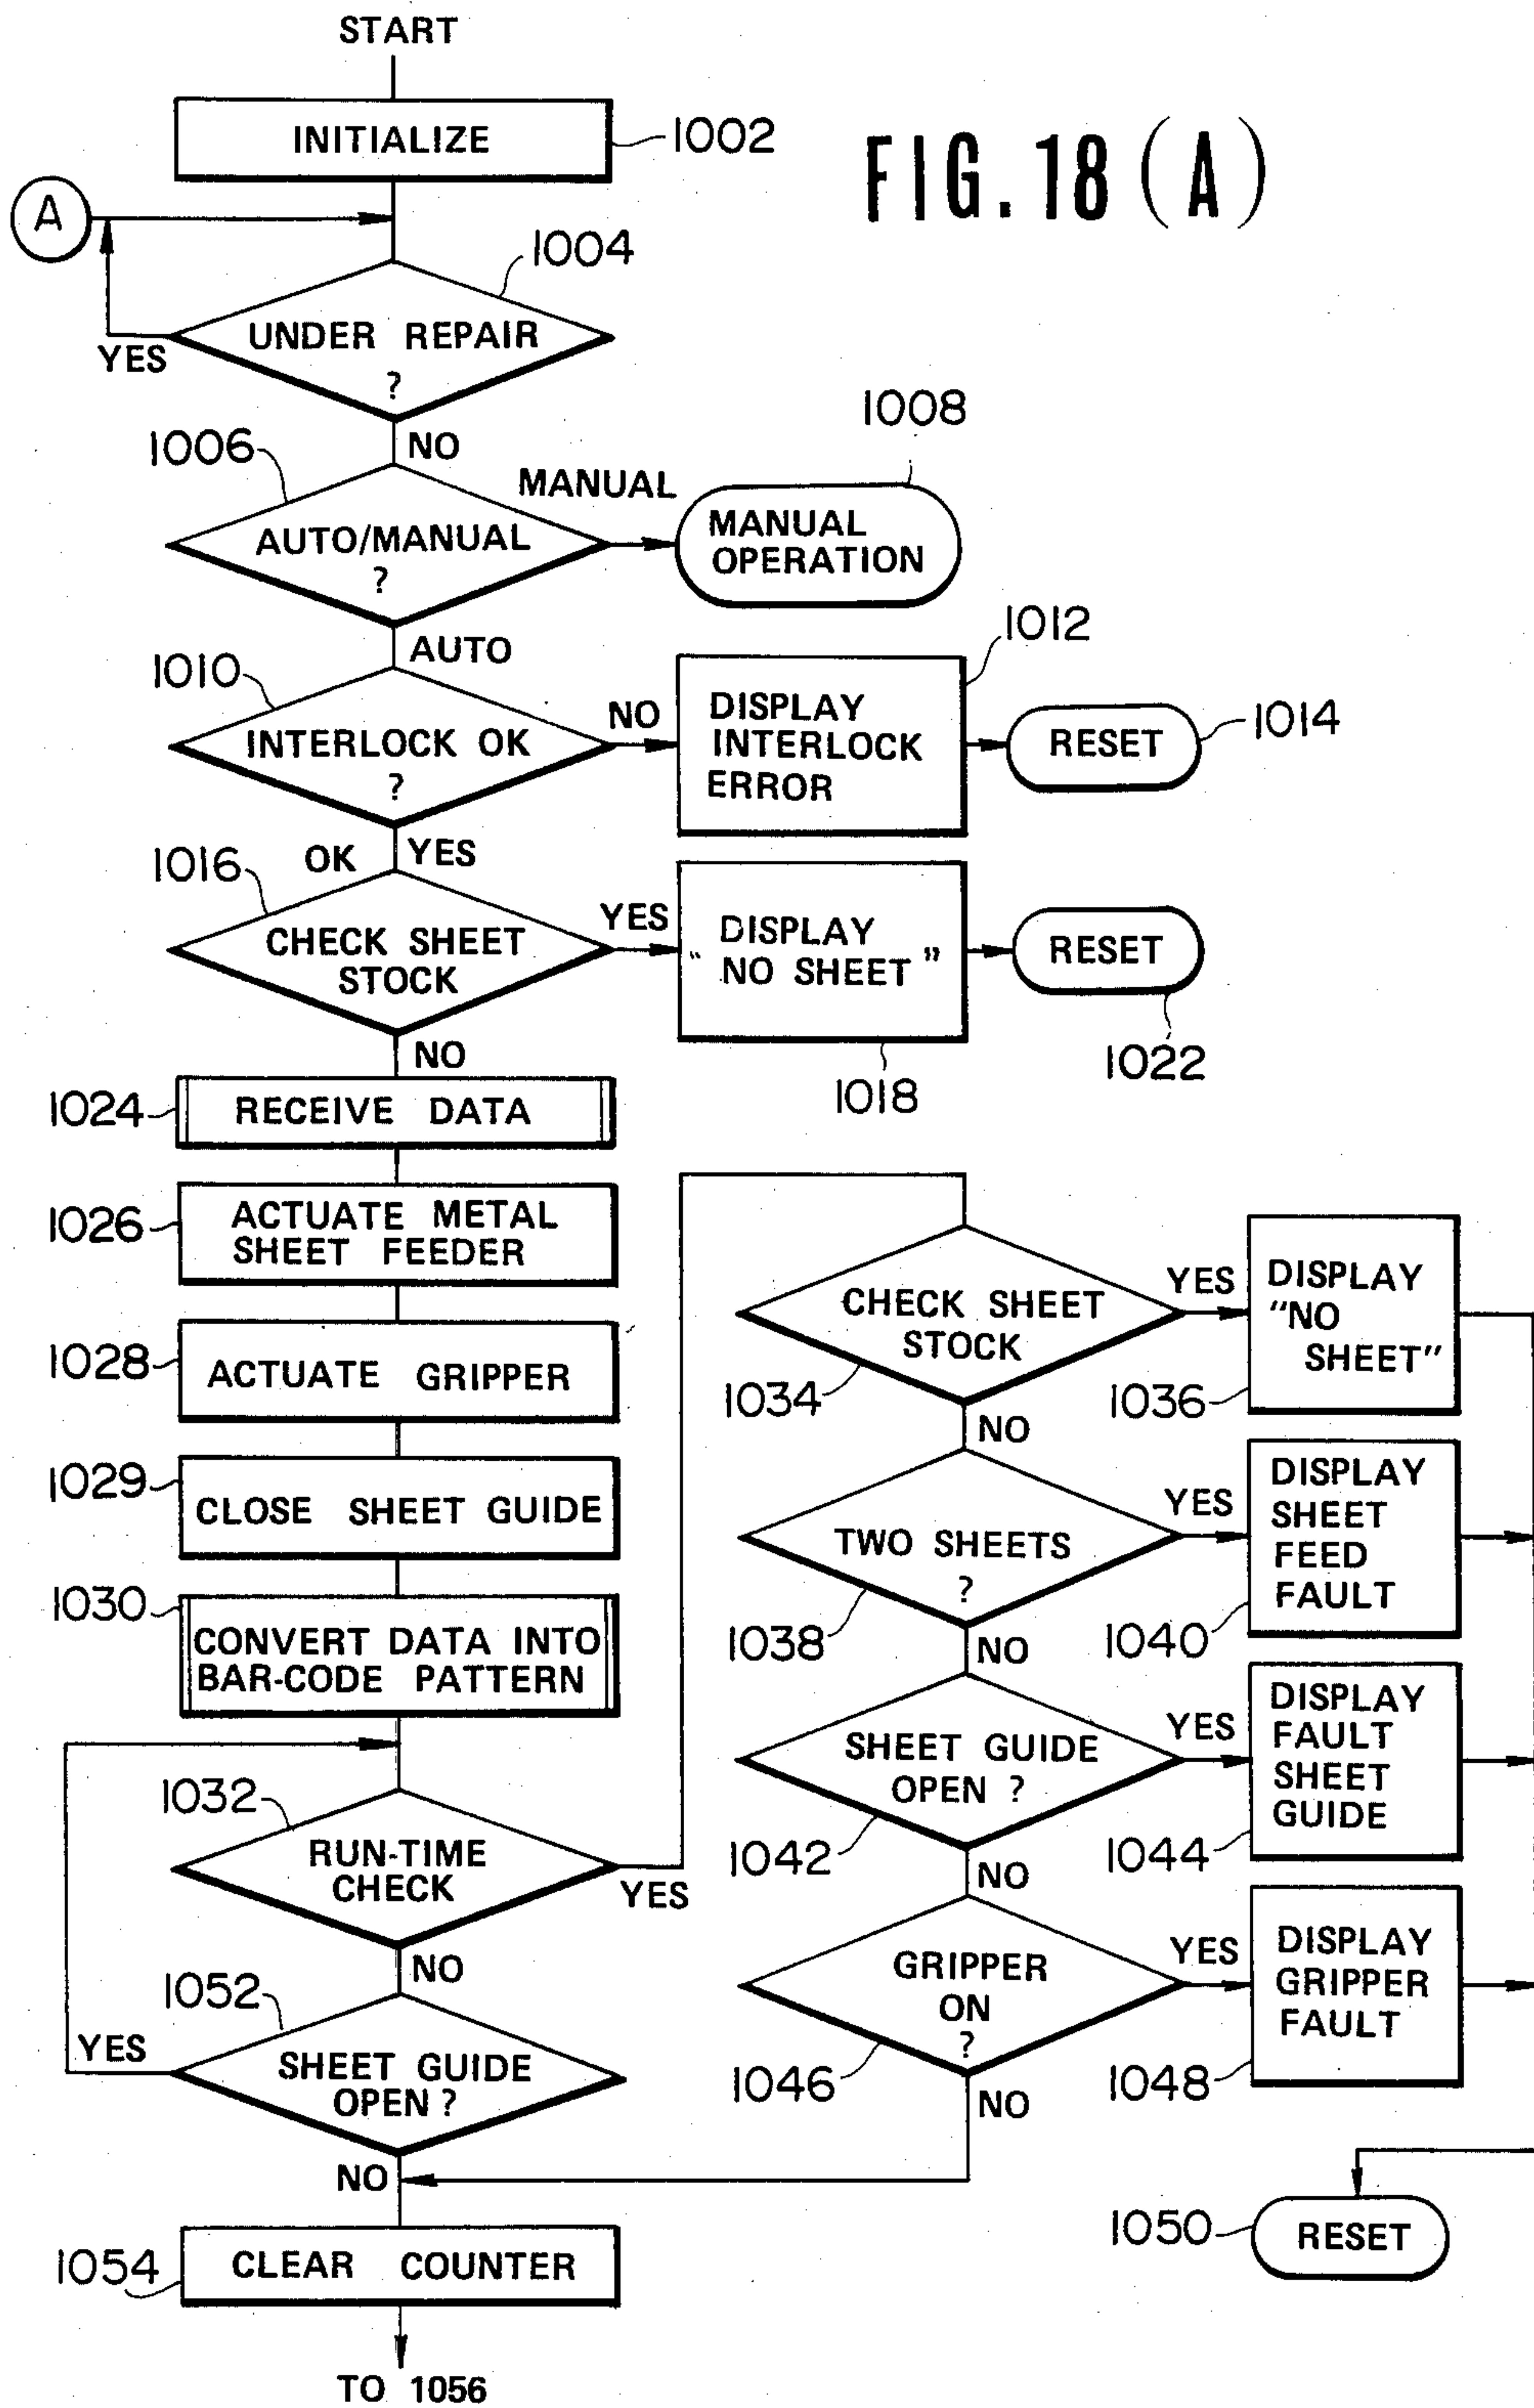 START
INITIALIZE
1002
FIG. 18 (A)
A
1004
UNDER REPAIR
?
YES
NO
1006
AUTO/MANUAL
?
MANUAL
1008
MANUAL
OPERATION
AUTO
1010
INTERLOCK OK
?
NO
1012
DISPLAY
INTERLOCK
ERROR
RESET
1014
OK
YES
1016
CHECK SHEET
STOCK
YES
DISPLAY
"NO SHEET"
1018
RESET
1022
NO
1024
RECEIVE DATA
1026
ACTUATE METAL
SHEET FEEDER
1028
ACTUATE GRIPPER
1029
CLOSE SHEET GUIDE
1030
CONVERT DATA INTO
BAR-CODE PATTERN
1032
RUN-TIME
CHECK
YES
NO
1052
SHEET GUIDE
OPEN ?
YES
NO
1054
CLEAR COUNTER
TO 1056
CHECK SHEET
STOCK
1034
YES
DISPLAY
"NO
SHEET"
1036
NO
TWO SHEETS
?
1038
YES
DISPLAY
SHEET
FEED
FAULT
1040
NO
SHEET GUIDE
OPEN ?
1042
YES
DISPLAY
FAULT
SHEET
GUIDE
1044
NO
GRIPPER
ON
?
1046
YES
DISPLAY
GRIPPER
FAULT
1048
NO
1050
RESET